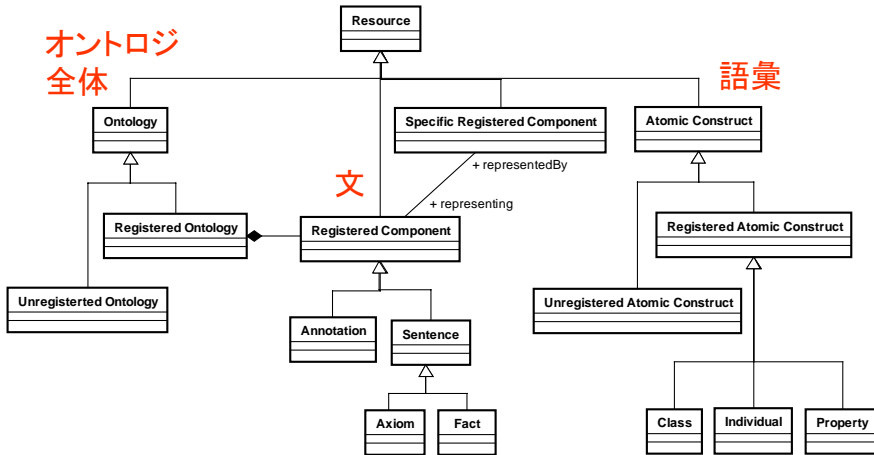 Resource
オントロジ
全体
語彙
Ontology
Specific Registered Component
Atomic Construct
+ representedBy
文
+ representing
Registered Ontology
Registered Component
Registered Atomic Construct
Unregisterted Ontology
Unregistered Atomic Construct
Annotation
Sentence
Axiom
Fact
Class
Individual
Property